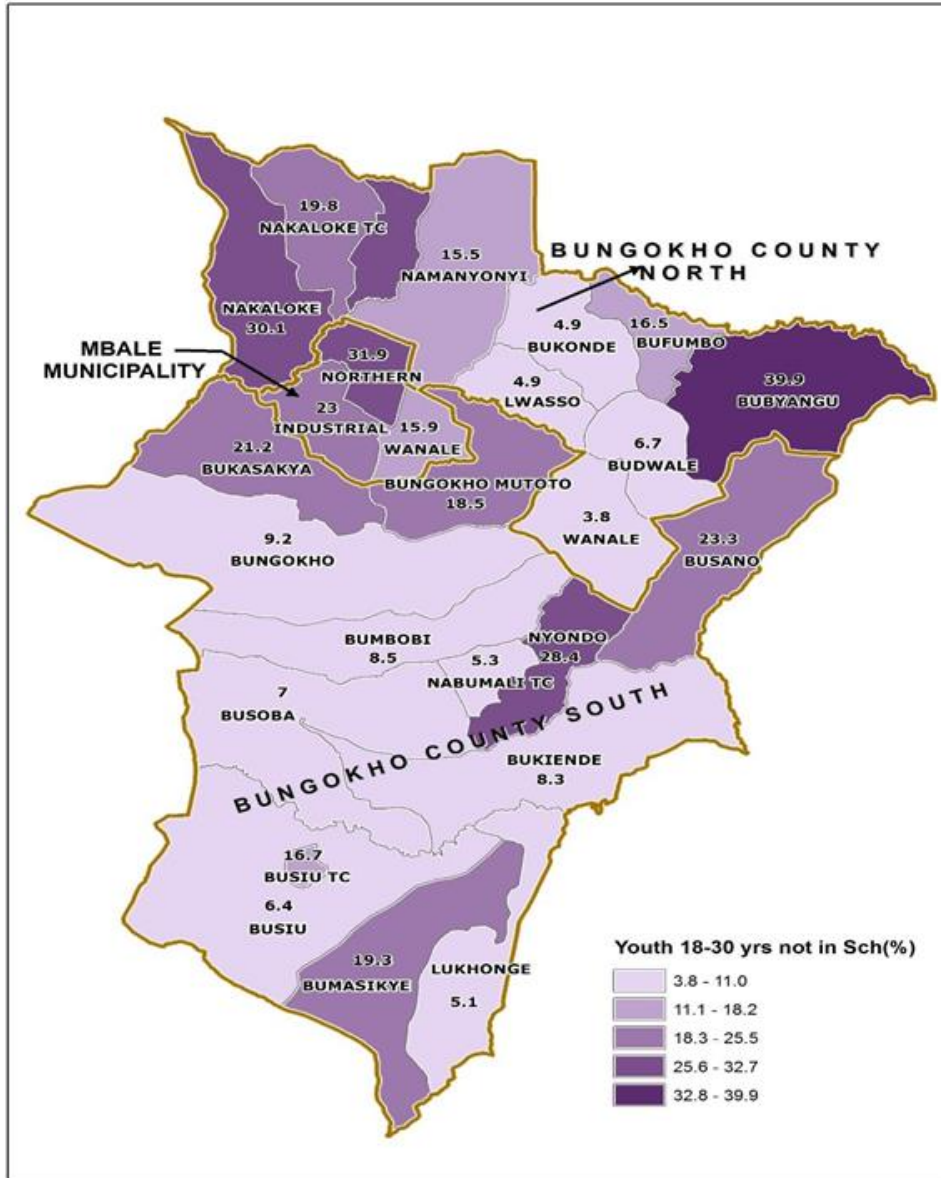 19.8
NAKALOKE TC
15.5
NAMANYONYI
BUNGOKHO COUNTY
NORTH
NAKALOKE
30.1
4.9
BUKONDE
16.5
BUFUMBO
MBALE
MUNICIPALITY
31.9
NORTHERN
4.9
LWASSO
39.9
BUBYANGU
23
INDUSTRIAL
15.9
WANALE
21.2
BUKASAKYA
6.7
BUDWALE
BUNGOKHO MUTOTO
18.5
3.8
WANALE
9.2
BUNGOKHO
23.3
BUSANO
BUMBOBI
8.5
NYONDO
28.4
5.3
NABUMALI TC
7
BUSOBA
BUNGOKHO COUNTY SOUTH
BUKIENDE
8.3
16.7
BUSIU TC
6.4
BUSIU
19.3
BUMASIKYE
LUKHONGE
5.1
Youth 18-30 yrs not in Sch(%)
3.8 - 11.0
11.1 - 18.2
18.3 - 25.5
25.6 - 32.7
32.8 - 39.9